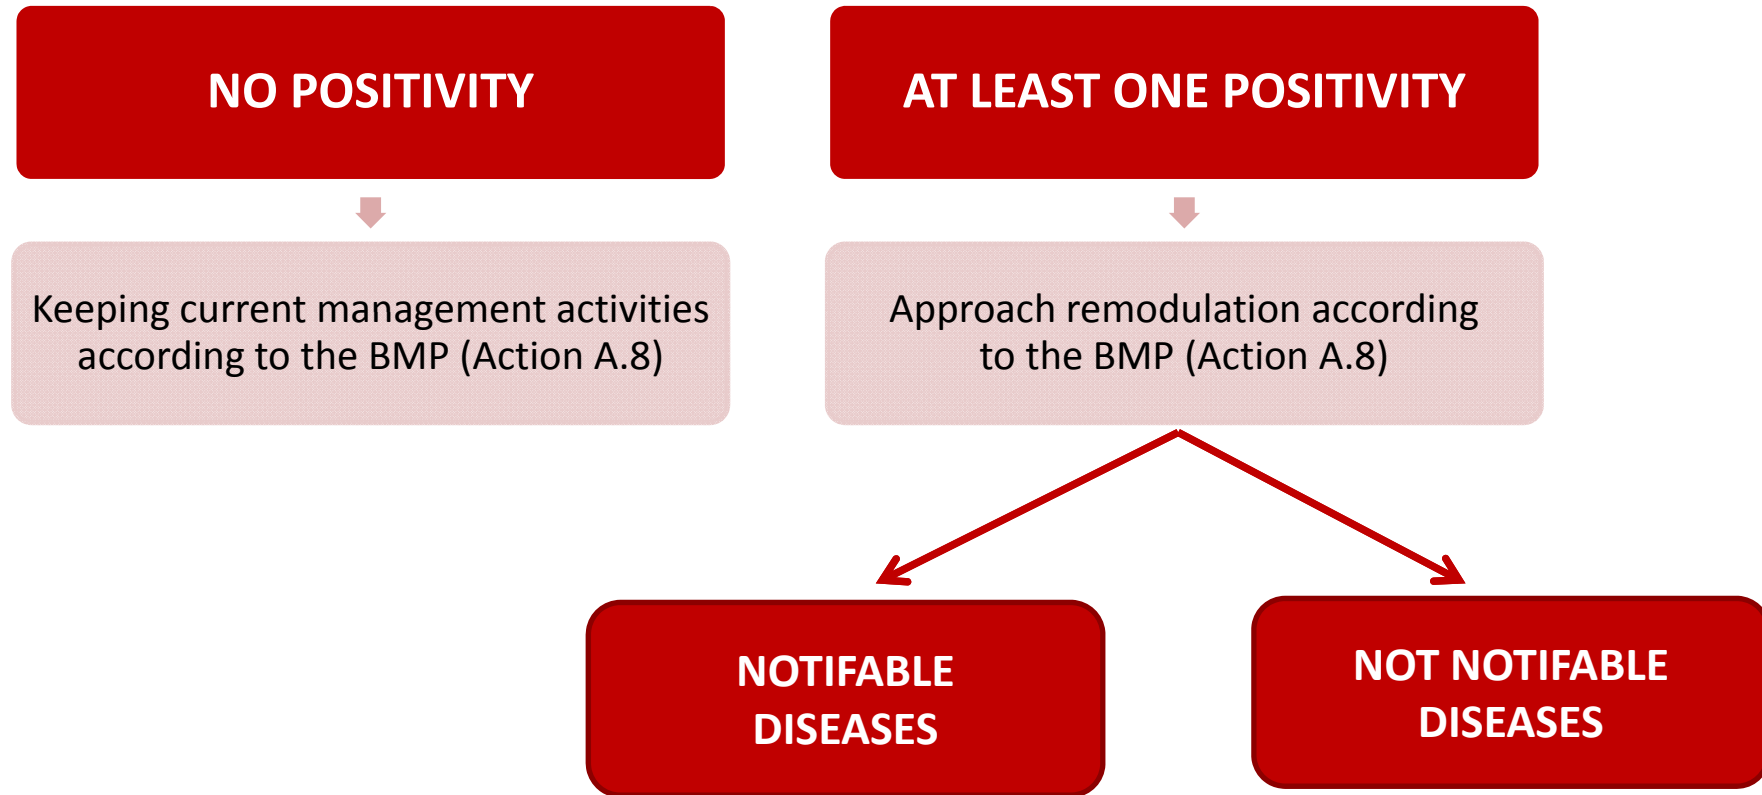 NO POSITIVITY
AT LEAST ONE POSITIVITY
Keeping current management activities
according to the BMP (Action A.8)
Approach remodulation according
to the BMP (Action A.8)
NOTIFABLE
DISEASES
NOT NOTIFABLE
DISEASES